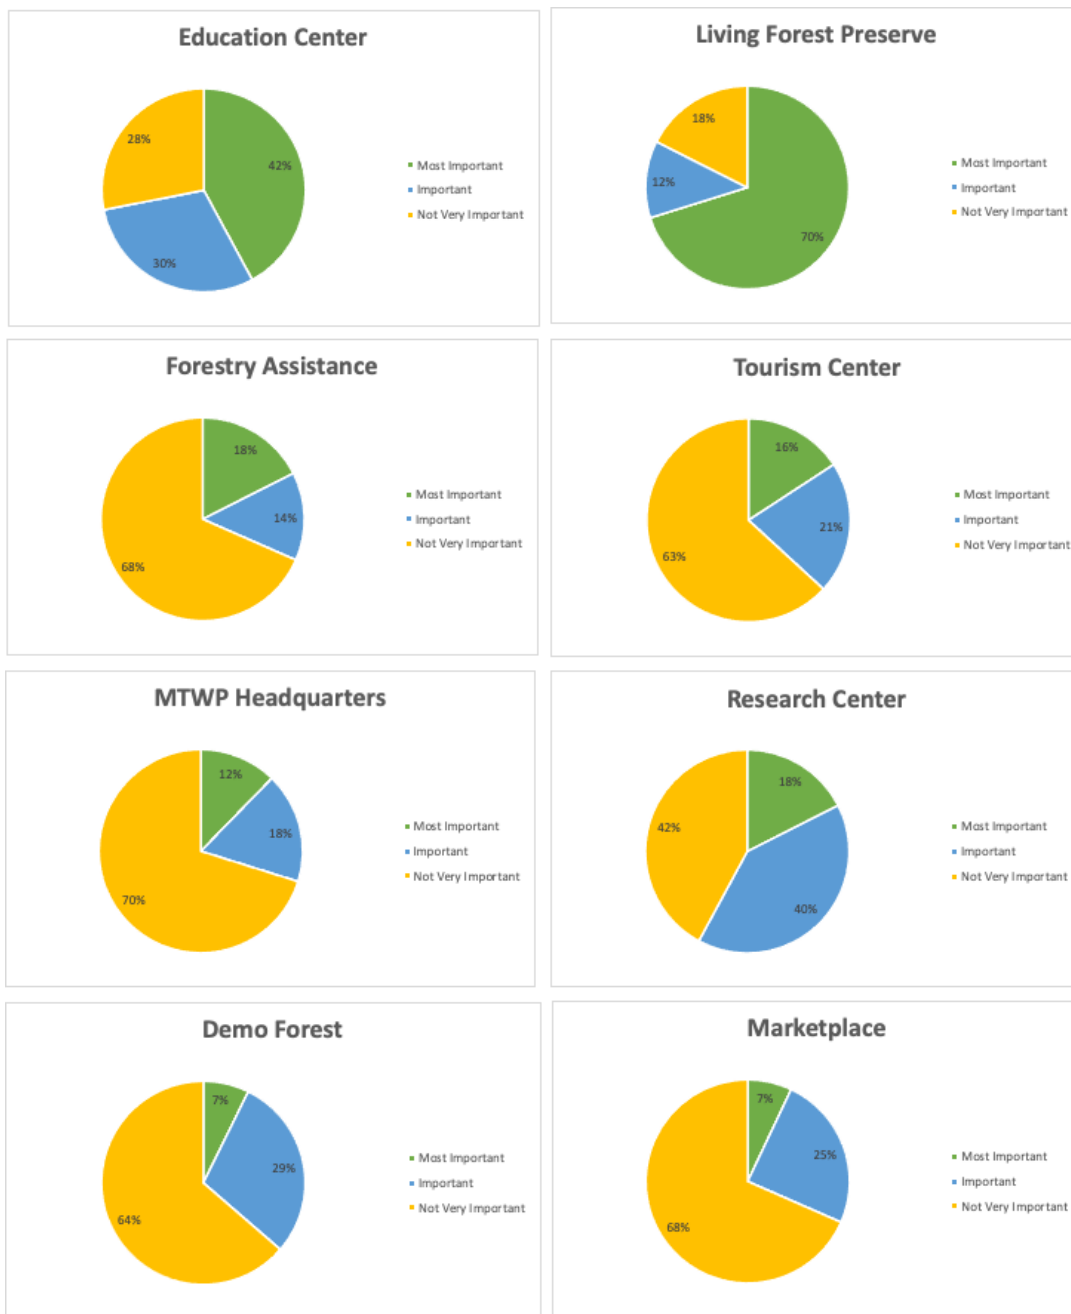 Education Center
28%
42%
30%
Most Important
Important
Not Very Important
Living Forest Preserve
18%
12%
70%
Most Important
Important
Not Very Important
Forestry Assistance
18%
14%
68%
Most Important
Important
Not Very Important
Tourism Center
16%
21%
63%
Most Important
Important
Not Very Important
MTWP Headquarters
12%
18%
70%
Most Important
Important
Not Very Important
Research Center
18%
42%
40%
Most Important
Important
Not Very Important
Demo Forest
7%
29%
64%
Most Important
Important
Not Very Important
Marketplace
7%
25%
68%
Most Important
Important
Not Very Important